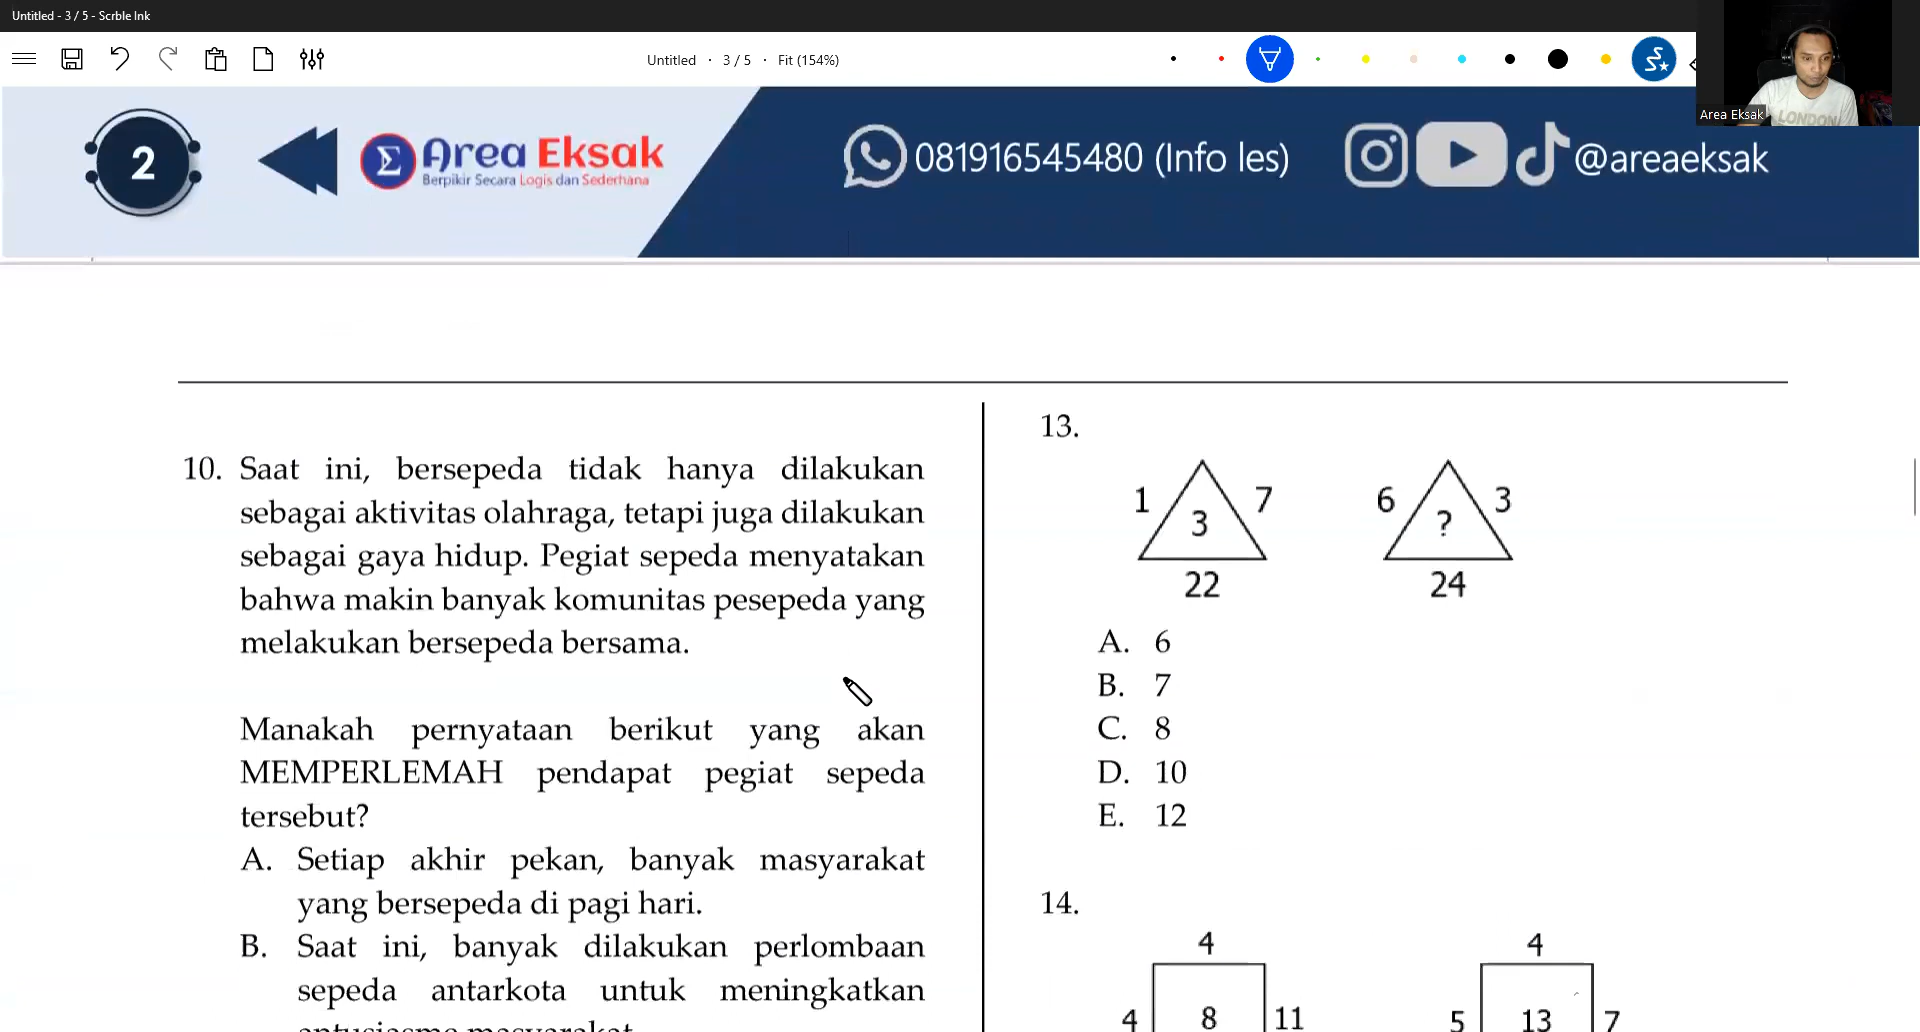 Untitled - 3 / 5 - Scrble Ink
Untitled · 3 / 5 · Fit (154%)
Area Eksak
LONDON
2
Σ Area Eksak
Berpikir Secara Logis dan Sederhana
081916545480 (Info les)
@areaeksak
10. Saat ini, bersepeda tidak hanya dilakukan
sebagai aktivitas olahraga, tetapi juga dilakukan
sebagai gaya hidup. Pegiat sepeda menyatakan
bahwa makin banyak komunitas pesepeda yang
melakukan bersepeda bersama.
Manakah pernyataan berikut yang akan
MEMPERLEMAH pendapat pegiat sepeda
tersebut?
A. Setiap akhir pekan, banyak masyarakat
yang bersepeda di pagi hari.
B. Saat ini, banyak dilakukan perlombaan
sepeda antarkota untuk meningkatkan
antusiasme masyarakat
13.
1 3 7 6 ? 3
22 24
A. 6
B. 7
C. 8
D. 10
E. 12
14.
4 4
4 8 11 5 13 7